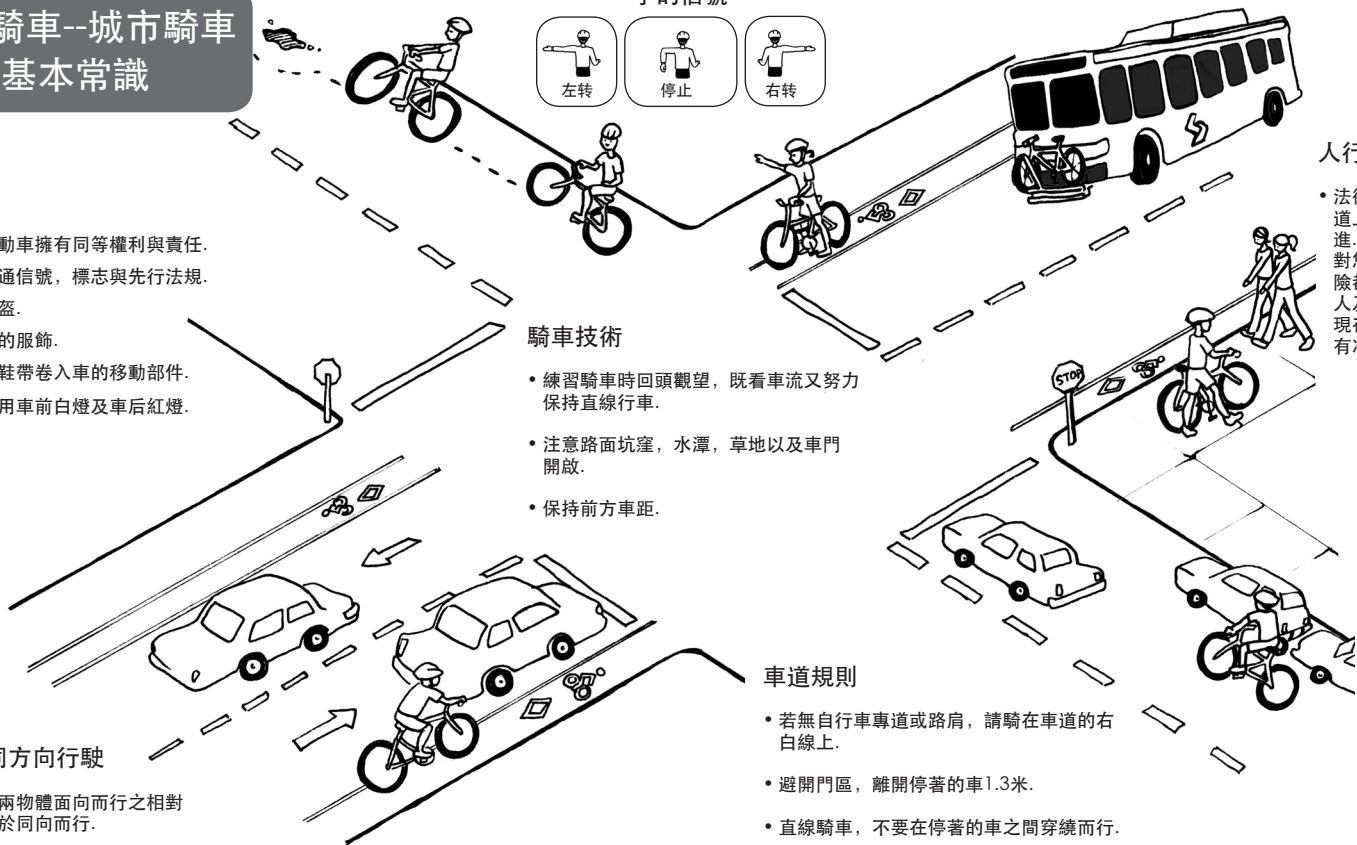 騎車--城市騎車
基本常識
手的信號
左转
停止
右转
動車擁有同等權利與責任.
通信號，標志與先行法規.
盔.
的服飾.
鞋帶卷入車的移動部件.
用車前白燈及車后紅燈.
騎車技術
• 練習騎車時回頭觀望，既看車流又努力
保持直線行車.
• 注意路面坑窪，水潭，草地以及車門
開啟.
• 保持前方車距.
人行
• 法律
道上
進.
對您
險
人及
現在
有
STOP
同方向行駛
兩物體面向而行之相對
於同向而行.
車道規則
• 若無自行車專道或路肩，請騎在車道的右
白線上.
• 避開門區，離開停著的車1.3米.
• 直線騎車，不要在停著的車之間穿繞而行.